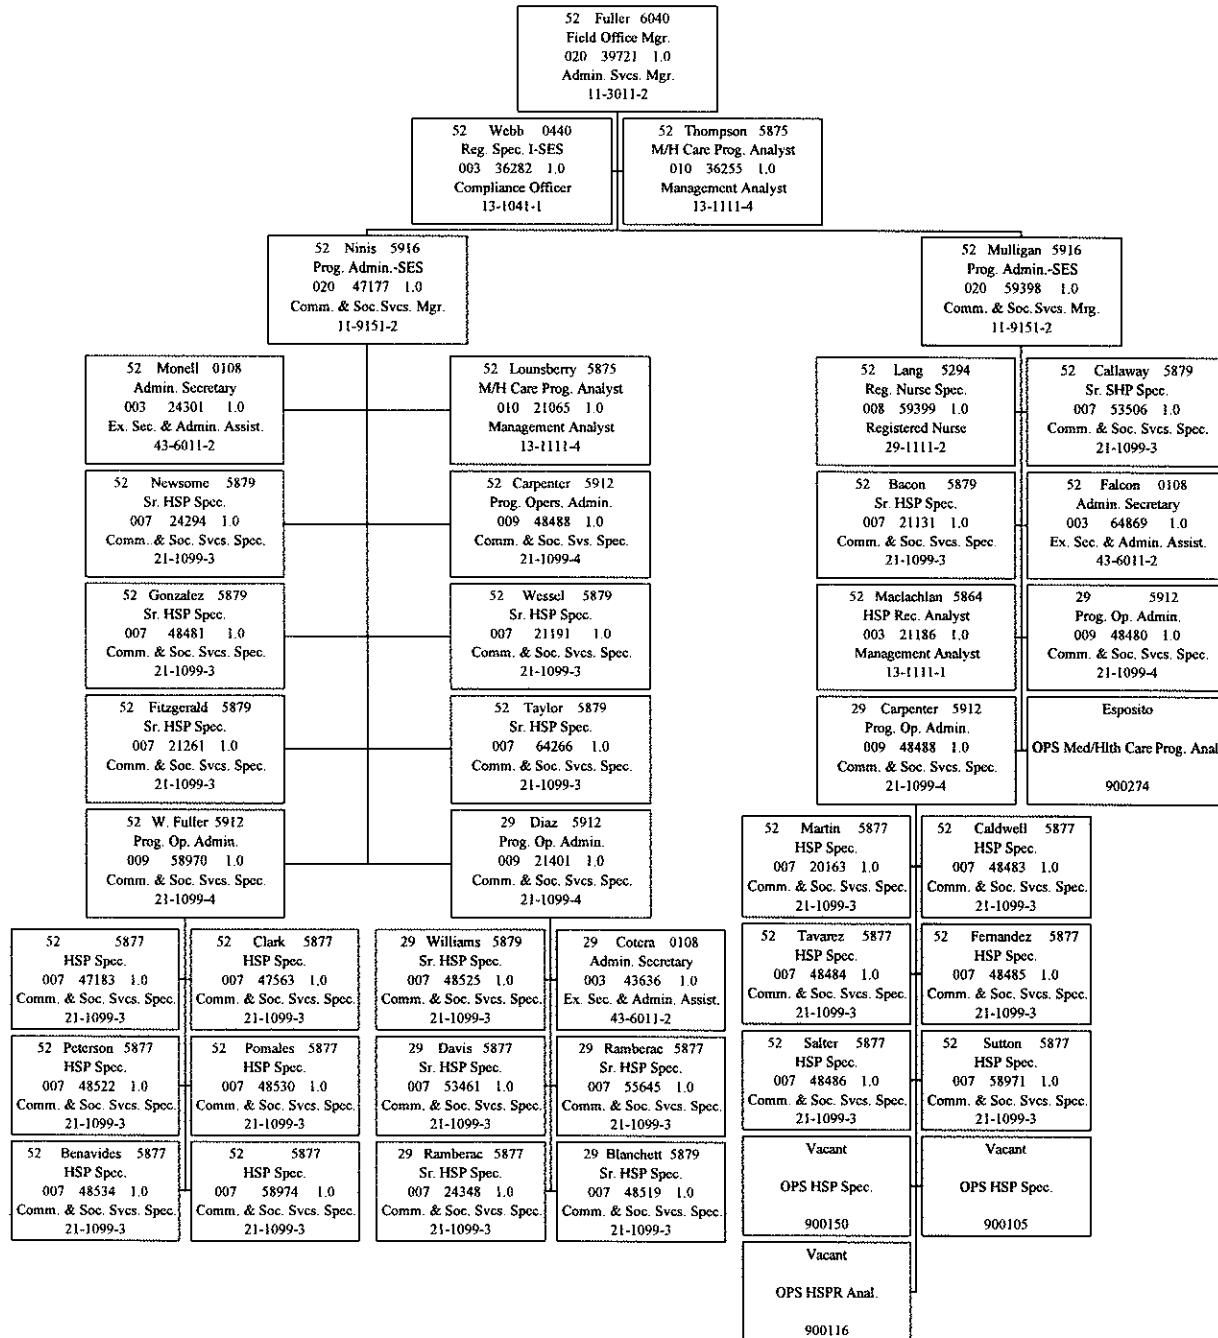 52 Fuller 6040
Field Office Mgr.
020 39721 1.0
Admin. Svcs. Mgr.
11-3011-2
52 Webb 0440
Reg. Spec. I-SES
003 36282 1.0
Compliance Officer
13-1041-1
52 Thompson 5875
M/H Care Prog. Analyst
010 36255 1.0
Management Analyst
13-1111-4
52 Ninis 5916
Prog. Admin.-SES
020 47177 1.0
Comm. & Soc.Svcs. Mgr.
11-9151-2
52 Mulligan 5916
Prog. Admin.-SES
020 59398 1.0
Comm. & Soc.Svcs. Mrg.
11-9151-2
52 Monell 0108
Admin. Secretary
003 24301 1.0
Ex. Sec. & Admin. Assist.
43-6011-2
52 Lounsberry 5875
M/H Care Prog. Analyst
010 21065 1.0
Management Analyst
13-1111-4
52 Lang 5294
Reg. Nurse Spec.
008 59399 1.0
Registered Nurse
29-1111-2
52 Callaway 5879
Sr. SHP Spec.
007 53506 1.0
Comm. & Soc. Svcs. Spec.
21-1099-3
52 Newsome 5879
Sr. HSP Spec.
007 24294 1.0
Comm. & Soc. Svcs. Spec.
21-1099-3
52 Carpenter 5912
Prog. Opers. Admin.
009 48488 1.0
Comm. & Soc. Svcs. Spec.
21-1099-4
52 Bacon 5879
Sr. HSP Spec.
007 21131 1.0
Comm. & Soc. Svcs. Spec.
21-1099-3
52 Falcon 0108
Admin. Secretary
003 64869 1.0
Ex. Sec. & Admin. Assist.
43-6011-2
52 Gonzalez 5879
Sr. HSP Spec.
007 48481 1.0
Comm. & Soc. Svcs. Spec.
21-1099-3
52 Wessel 5879
Sr. HSP Spec.
007 21191 1.0
Comm. & Soc. Svcs. Spec.
21-1099-3
52 Maclachlan 5864
HSP Rec. Analyst
003 21186 1.0
Management Analyst
13-1111-1
29 5912
Prog. Op. Admin.
009 48480 1.0
Comm. & Soc. Svcs. Spec.
21-1099-4
52 Fitzgerald 5879
Sr. HSP Spec.
007 21261 1.0
Comm. & Soc. Svcs. Spec.
21-1099-3
52 Taylor 5879
Sr. HSP Spec.
007 64266 1.0
Comm. & Soc. Svcs. Spec.
21-1099-3
29 Carpenter 5912
Prog. Op. Admin.
009 48488 1.0
Comm. & Soc. Svcs. Spec.
21-1099-4
Esposito
OPS Med/Hlth Care Prog. Anal
900274
52 W. Fuller 5912
Prog. Op. Admin.
009 58970 1.0
Comm. & Soc. Svcs. Spec.
21-1099-4
29 Diaz 5912
Prog. Op. Admin.
009 21401 1.0
Comm. & Soc. Svcs. Spec.
21-1099-4
52 Martin 5877
HSP Spec.
007 20163 1.0
Comm. & Soc. Svcs. Spec.
21-1099-3
52 Caldwell 5877
HSP Spec.
007 48483 1.0
Comm. & Soc. Svcs. Spec.
21-1099-3
52 5877
HSP Spec.
007 47183 1.0
Comm. & Soc. Svcs. Spec.
21-1099-3
52 Clark 5877
HSP Spec.
007 47563 1.0
Comm. & Soc. Svcs. Spec.
21-1099-3
29 Williams 5879
Sr. HSP Spec.
007 48525 1.0
Comm. & Soc. Svcs. Spec.
21-1099-3
29 Cotera 0108
Admin. Secretary
003 43636 1.0
Ex. Sec. & Admin. Assist.
43-6011-2
52 Tavarez 5877
HSP Spec.
007 48484 1.0
Comm. & Soc. Svcs. Spec.
21-1099-3
52 Fernandez 5877
HSP Spec.
007 48485 1.0
Comm. & Soc. Svcs. Spec.
21-1099-3
52 Peterson 5877
HSP Spec.
007 48522 1.0
Comm. & Soc. Svcs. Spec.
21-1099-3
52 Pomales 5877
HSP Spec.
007 48530 1.0
Comm. & Soc. Svcs. Spec.
21-1099-3
29 Davis 5877
Sr. HSP Spec.
007 53461 1.0
Comm. & Soc. Svcs. Spec.
21-1099-3
29 Ramberac 5877
Sr. HSP Spec.
007 55645 1.0
Comm. & Soc. Svcs. Spec.
21-1099-3
52 Salter 5877
HSP Spec.
007 48486 1.0
Comm. & Soc. Svcs. Spec.
21-1099-3
52 Sutton 5877
HSP Spec.
007 58971 1.0
Comm. & Soc. Svcs. Spec.
21-1099-3
52 Benavides 5877
HSP Spec.
007 48534 1.0
Comm. & Soc. Svcs. Spec.
21-1099-3
52 5877
HSP Spec.
007 58974 1.0
Comm. & Soc. Svcs. Spec.
21-1099-3
29 Ramberac 5877
Sr. HSP Spec.
007 24348 1.0
Comm. & Soc. Svcs. Spec.
21-1099-3
29 Blanchett 5879
Sr. HSP Spec.
007 48519 1.0
Comm. & Soc. Svcs. Spec.
21-1099-3
Vacant
OPS HSP Spec.
900150
Vacant
OPS HSP Spec.
900105
Vacant
OPS HSPR Anal.
900116